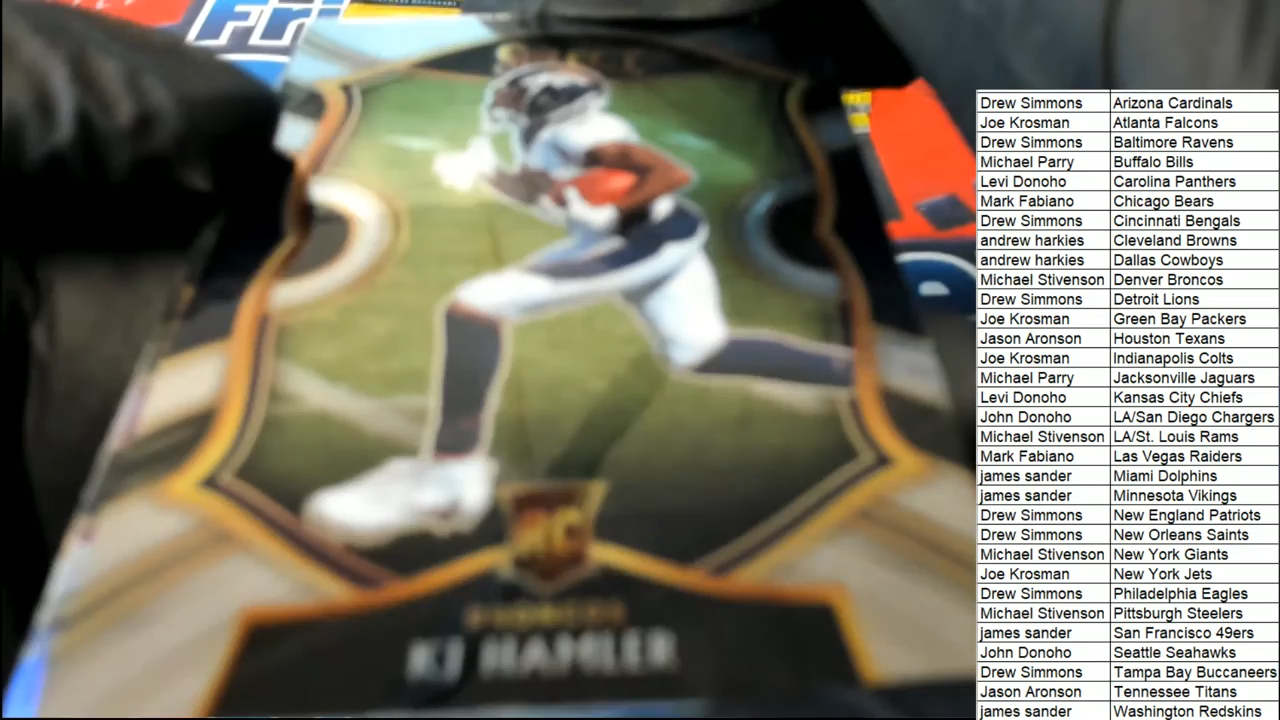 Fri
BRONCOS
KJ HAMLER
Drew Simmons Arizona Cardinals
Joe Krosman Atlanta Falcons
Drew Simmons Baltimore Ravens
Michael Parry Buffalo Bills
Levi Donoho Carolina Panthers
Mark Fabiano Chicago Bears
Drew Simmons Cincinnati Bengals
andrew harkies Cleveland Browns
andrew harkies Dallas Cowboys
Michael Stivenson Denver Broncos
Drew Simmons Detroit Lions
Joe Krosman Green Bay Packers
Jason Aronson Houston Texans
Joe Krosman Indianapolis Colts
Michael Parry Jacksonville Jaguars
Levi Donoho Kansas City Chiefs
John Donoho LA/San Diego Chargers
Michael Stivenson LA/St. Louis Rams
Mark Fabiano Las Vegas Raiders
james sander Miami Dolphins
james sander Minnesota Vikings
Drew Simmons New England Patriots
Drew Simmons New Orleans Saints
Michael Stivenson New York Giants
Joe Krosman New York Jets
Drew Simmons Philadelphia Eagles
Michael Stivenson Pittsburgh Steelers
james sander San Francisco 49ers
John Donoho Seattle Seahawks
Drew Simmons Tampa Bay Buccaneers
Jason Aronson Tennessee Titans
james sander Washington Redskins